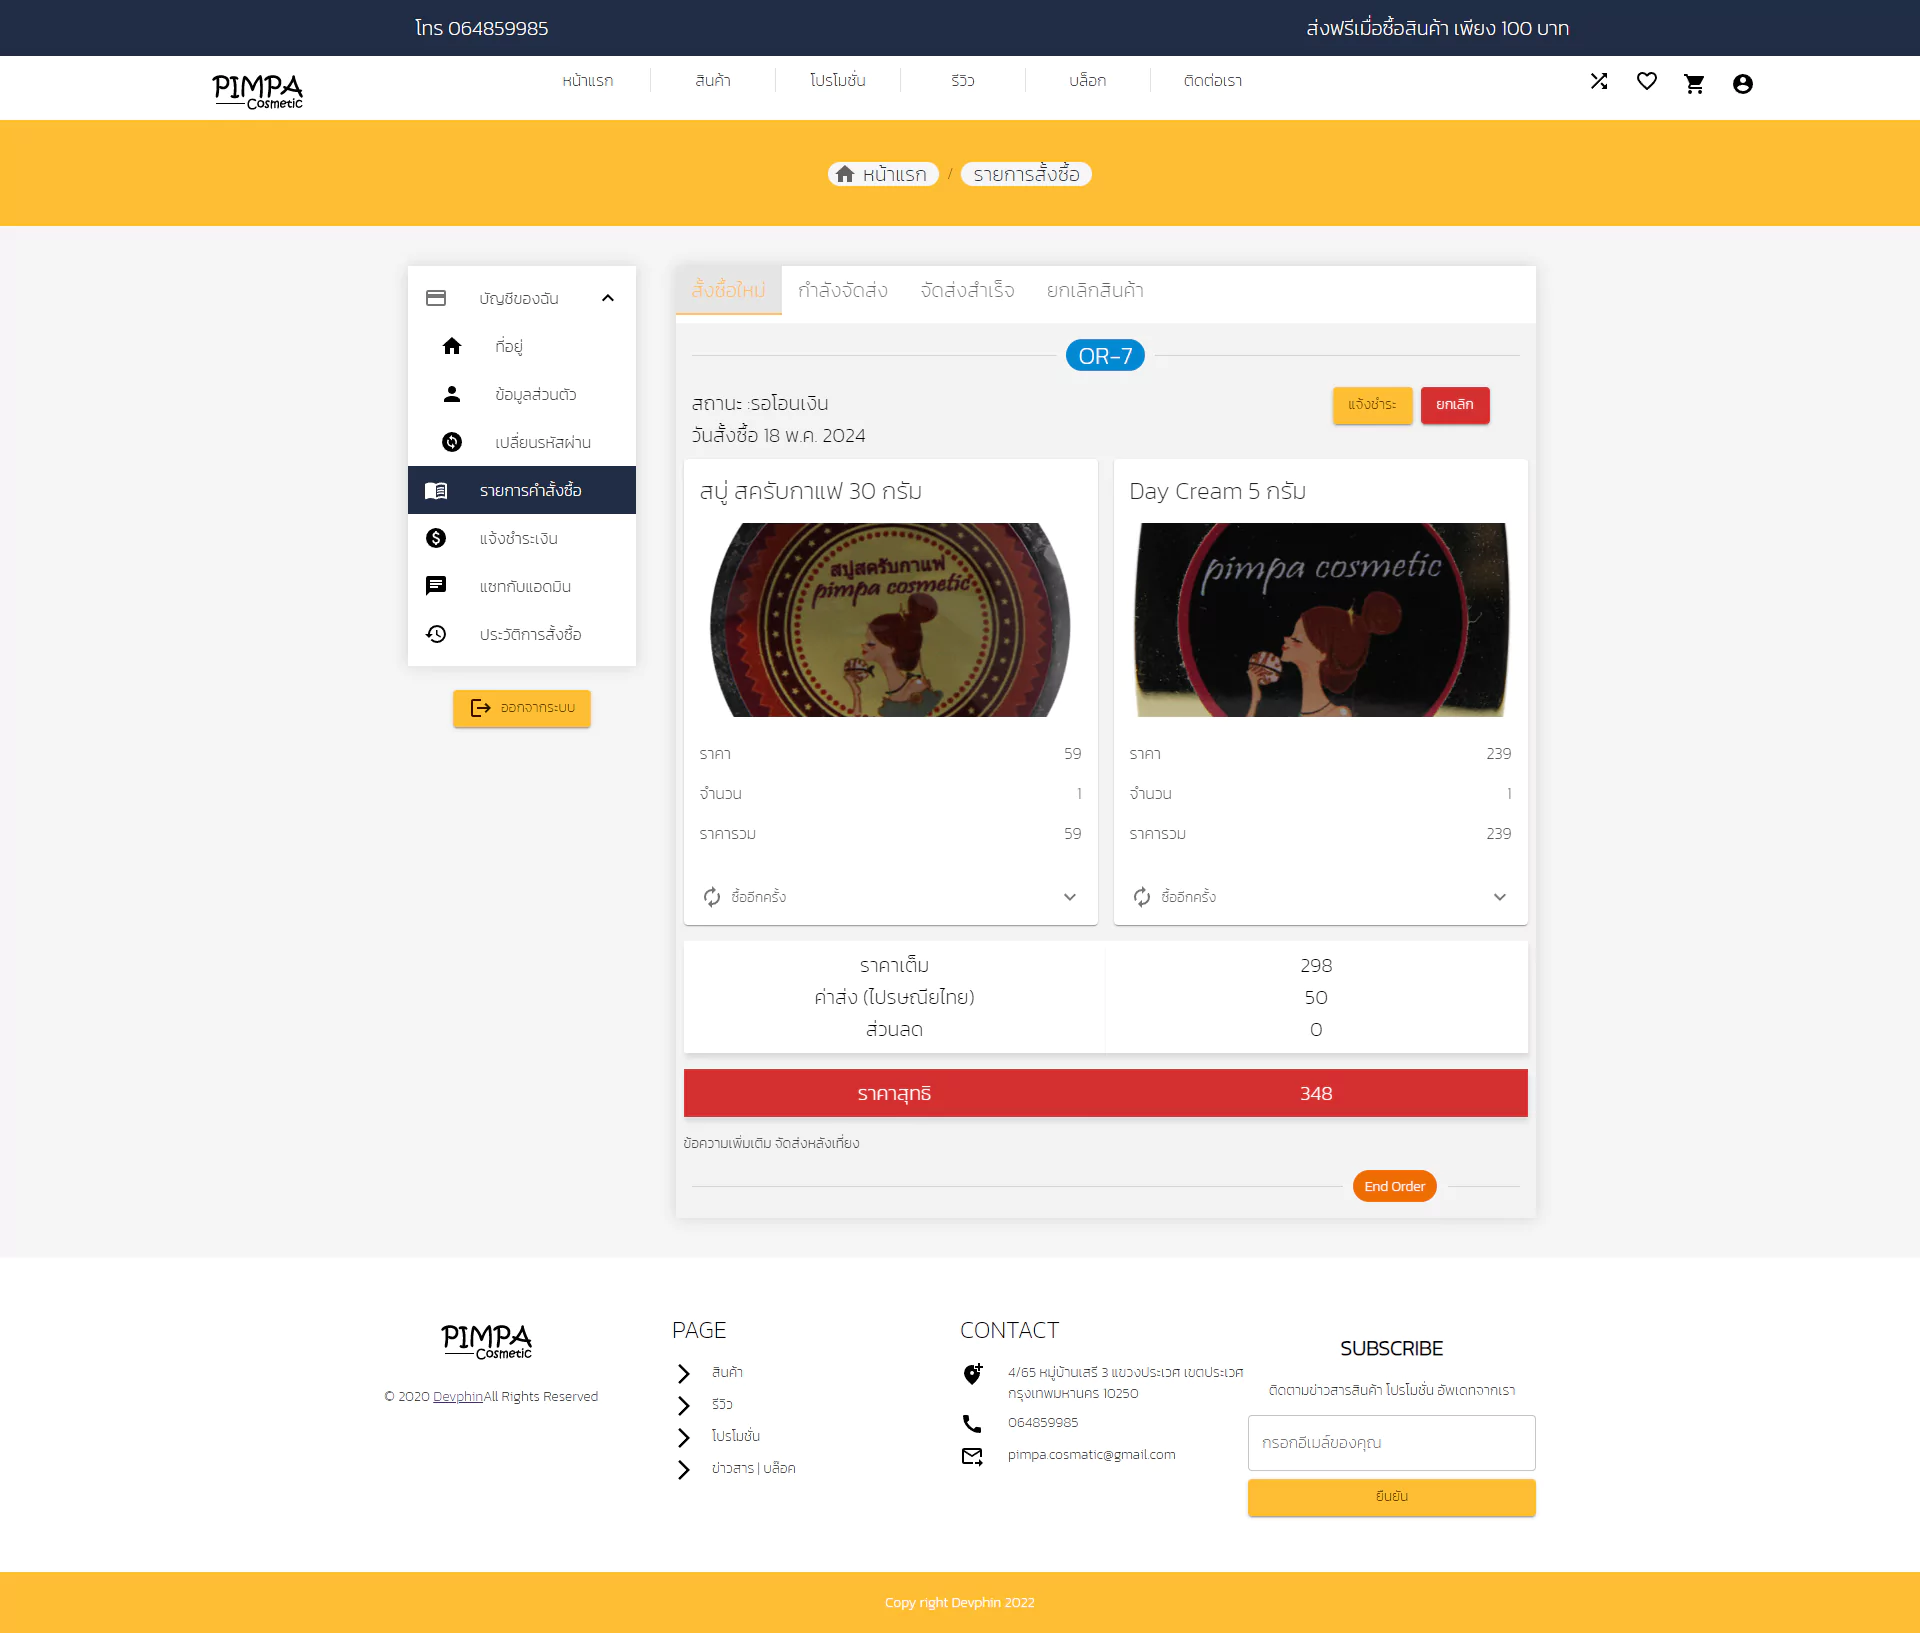 โทร 064859985
ส่งฟรีเมื่อซื้อสินค้า เพียง 100 บาท
PIMPA
Cosmetic
หน้าแรก
สินค้า
โปรโมชั่น
รีวิว
บล็อก
ติดต่อเรา
หน้าแรก / รายการสั่งซื้อ
บัญชีของฉัน
ที่อยู่
ข้อมูลส่วนตัว
เปลี่ยนรหัสผ่าน
รายการคำสั่งซื้อ
แจ้งชำระเงิน
แชทกับแอดมิน
ประวัติการสั่งซื้อ
ออกจากระบบ
สั่งซื้อใหม่
กำลังจัดส่ง
จัดส่งสำเร็จ
ยกเลิกสินค้า
OR-7
สถานะ :รอโอนเงิน
วันสั่งซื้อ 18 พ.ค. 2024
แจ้งชำระ
ยกเลิก
สบู่ สครับกาแฟ 30 กรัม
สบู่สครับกาแฟ
pimpa cosmetic
ราคา 59
จำนวน 1
ราคารวม 59
ซื้ออีกครั้ง
Day Cream 5 กรัม
pimpa cosmetic
ราคา 239
จำนวน 1
ราคารวม 239
ซื้ออีกครั้ง
ราคาเต็ม 298
ค่าส่ง (ไปรษณียไทย) 50
ส่วนลด 0
ราคาสุทธิ 348
ข้อความเพิ่มเติม จัดส่งหลังเที่ยง
End Order
PIMPA
Cosmetic
© 2020 DevphinAll Rights Reserved
PAGE
สินค้า
รีวิว
โปรโมชั่น
ข่าวสาร | บล๊อค
CONTACT
4/65 หมู่บ้านเสรี 3 แขวงประเวศ เขตประเวศ
กรุงเทพมหานคร 10250
064859985
pimpa.cosmatic@gmail.com
SUBSCRIBE
ติดตามข่าวสารสินค้า โปรโมชั่น อัพเดทจากเรา
กรอกอีเมล์ของคุณ
ยืนยัน
Copy right Devphin 2022